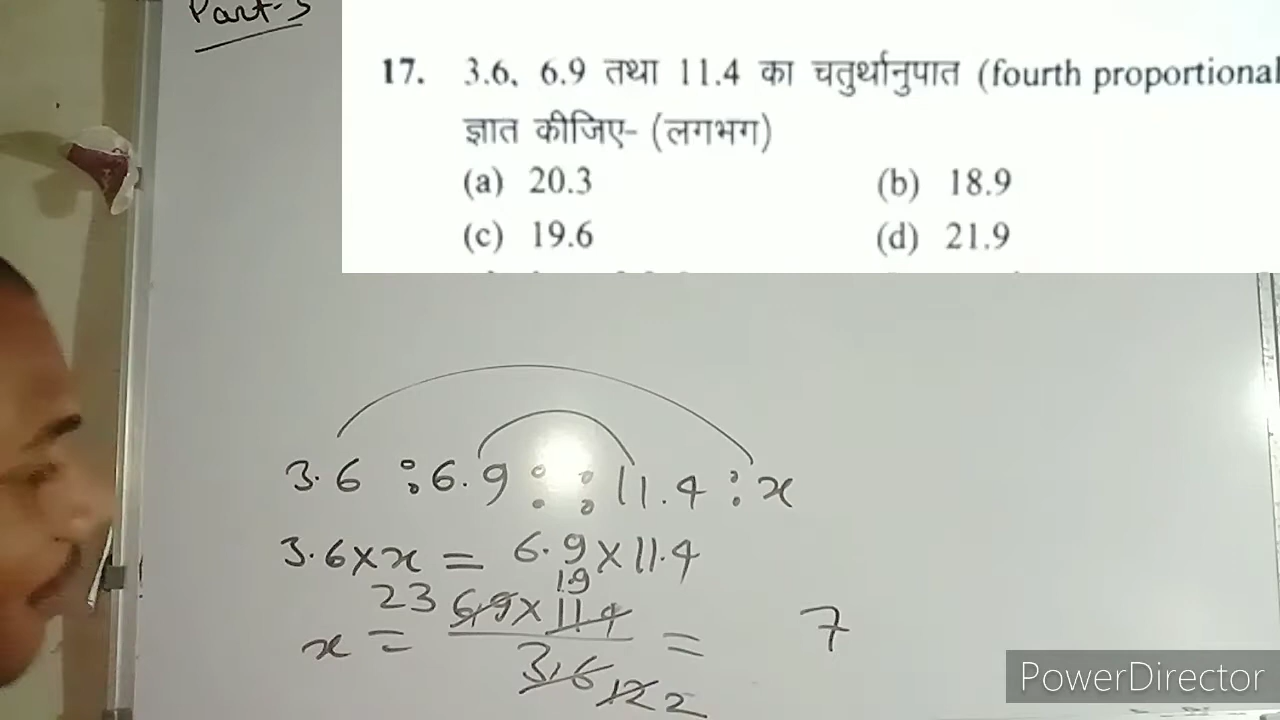 Part-3
17. 3.6, 6.9 तथा 11.4 का चतुर्थानुपात (fourth proportional
ज्ञात कीजिए- (लगभग)
(a) 20.3 (b) 18.9
(c) 19.6 (d) 21.9
3.6 : 6.9 :: 11.4 : x
3.6 × x = 6.9 × 11.4
23 19
x = 6.9 × 11.4 = 7
3.6 12 2
PowerDirector